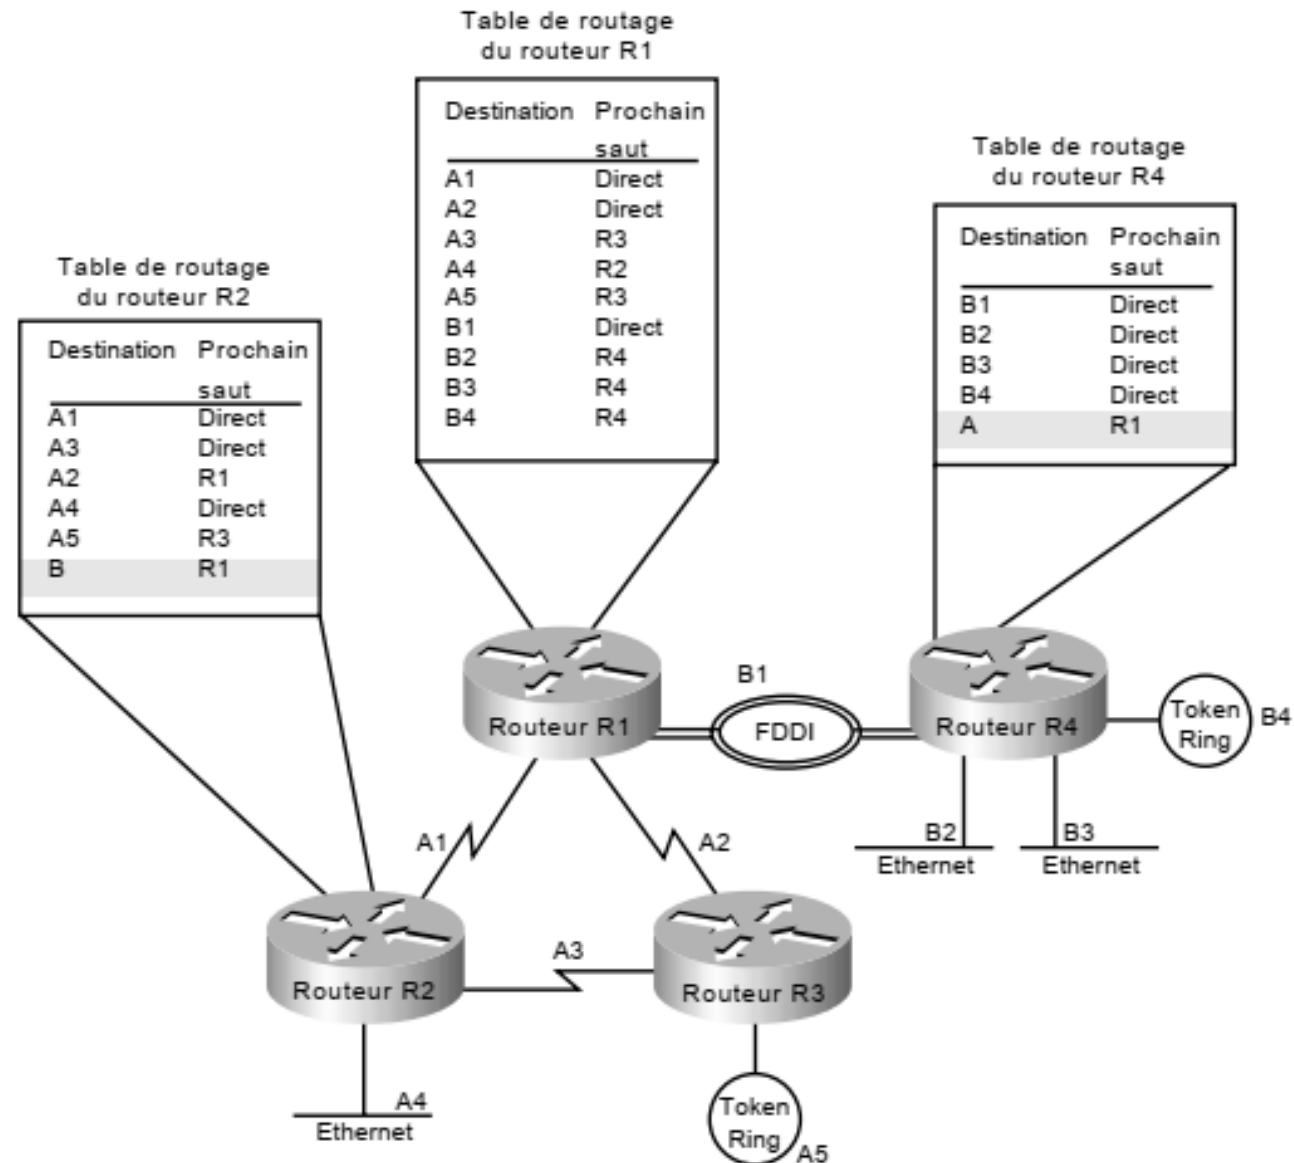 Table de routage
du routeur R1
Destination Prochain
saut
A1 Direct
A2 Direct
A3 R3
A4 R2
A5 R3
B1 Direct
B2 R4
B3 R4
B4 R4
Table de routage
du routeur R4
Destination Prochain
saut
B1 Direct
B2 Direct
B3 Direct
B4 Direct
A R1
Table de routage
du routeur R2
Destination Prochain
saut
A1 Direct
A3 Direct
A2 R1
A4 Direct
A5 R3
B R1
Routeur R1
B1
FDDI
Routeur R4
Token
Ring
B4
B2
Ethernet
B3
Ethernet
A1
A2
Routeur R2
A3
Routeur R3
A4
Ethernet
Token
Ring
A5